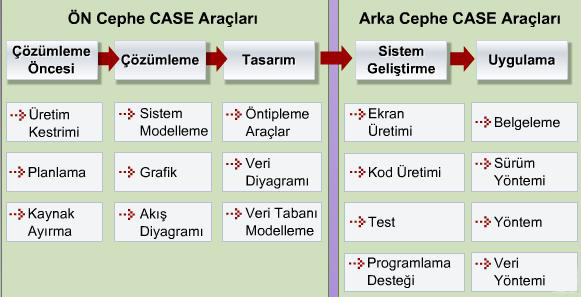 ÖN Cephe CASE Araçları
Arka Cephe CASE Araçları
Çözümleme
Öncesi
Çözümleme
Tasarım
Sistem
Geliştirme
Uygulama
Üretim
Kestrimi
Sistem
Modelleme
Öntipleme
Araçlar
Ekran
Üretimi
Belgeleme
Planlama
Grafik
Veri
Diyagramı
Kod Üretimi
Sürüm
Yöntemi
Kaynak
Ayırma
Akış
Diyagramı
Veri Tabanı
Modelleme
Test
Yöntem
Programlama
Desteği
Veri
Yöntemi